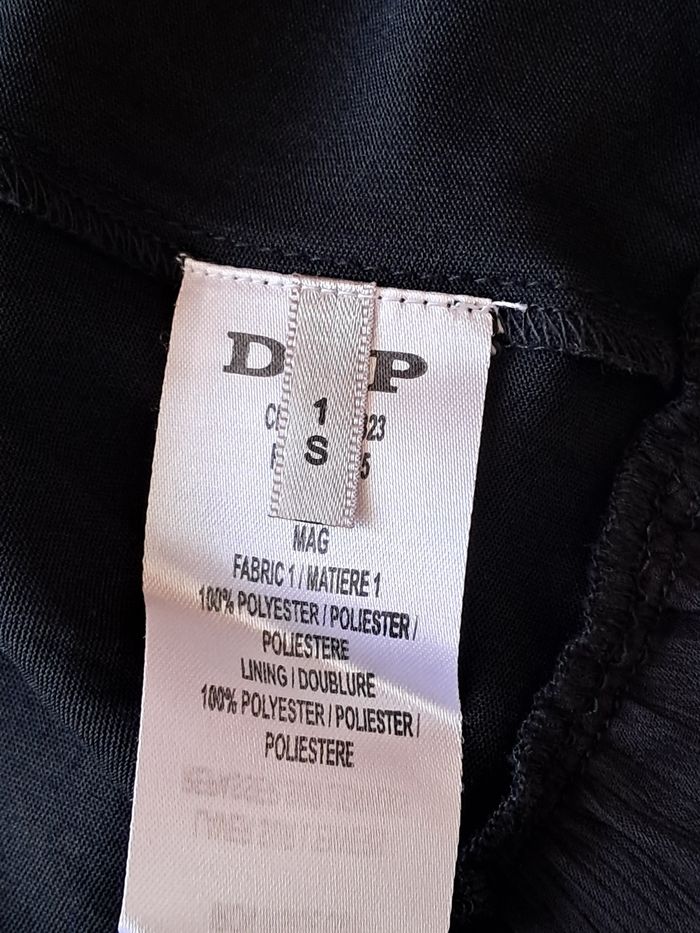 D P
1
S
MAG
FABRIC 1 / MATIERE 1
100% POLYESTER / POLIESTER /
POLIESTERE
LINING / DOUBLURE
100% POLYESTER / POLIESTER /
POLIESTERE